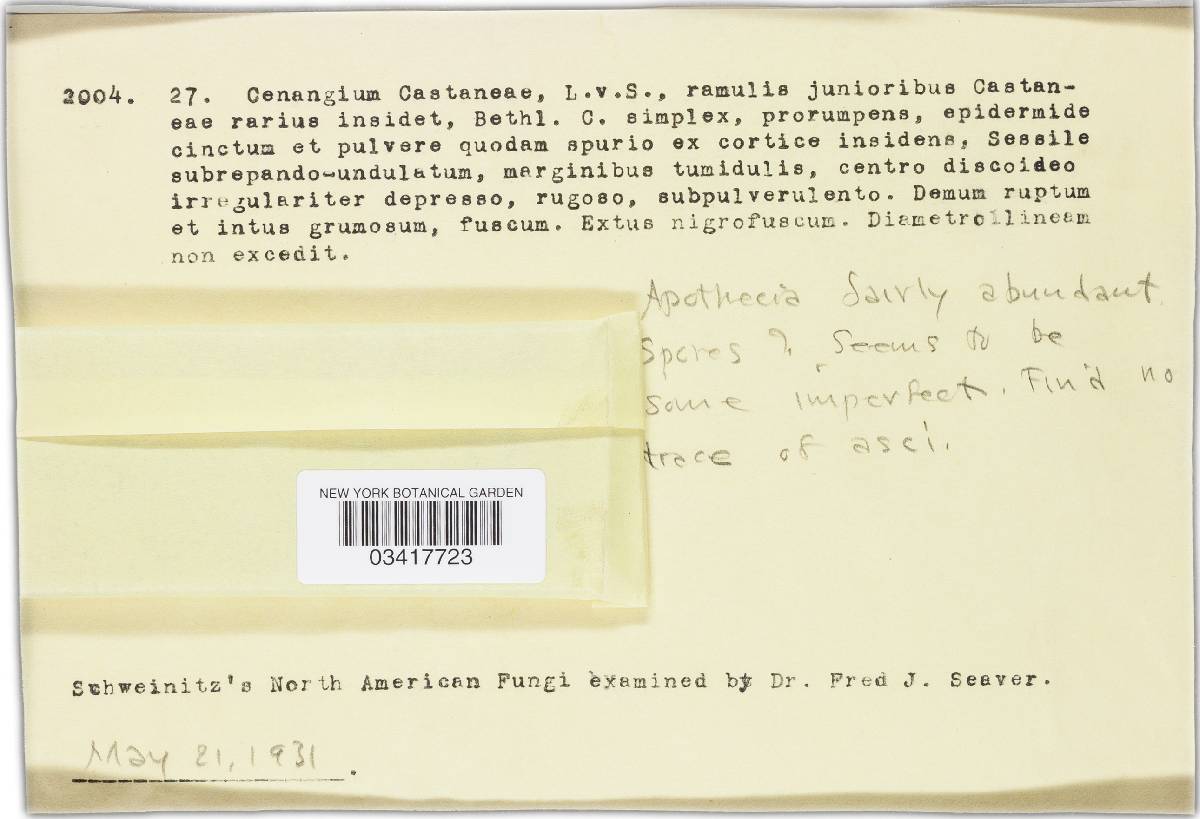 2004. 27. Cenangium Castaneae, L.v.S., ramulis junioribus Castan-
eae rarius insidet, Bethl. C. simplex, prorumpens, epidermide
cinctum et pulvere quodam spurio ex cortice insidens, Sessile
subrepando-undulatum, marginibus tumidulis, centro discoideo
irregulariter depresso, rugoso, subpulverulento. Demum ruptum
et intus grumosum, fuscum. Extus nigrofuscum. Diametrollineam
non excedit.
Apothecia fairly abundant
Spores ?. Seems to be
some imperfect. Find no
trace of asci.
NEW YORK BOTANICAL GARDEN
03417723
Schweinitz's North American Fungi examined by Dr. Fred J. Seaver.
May 21, 1931.